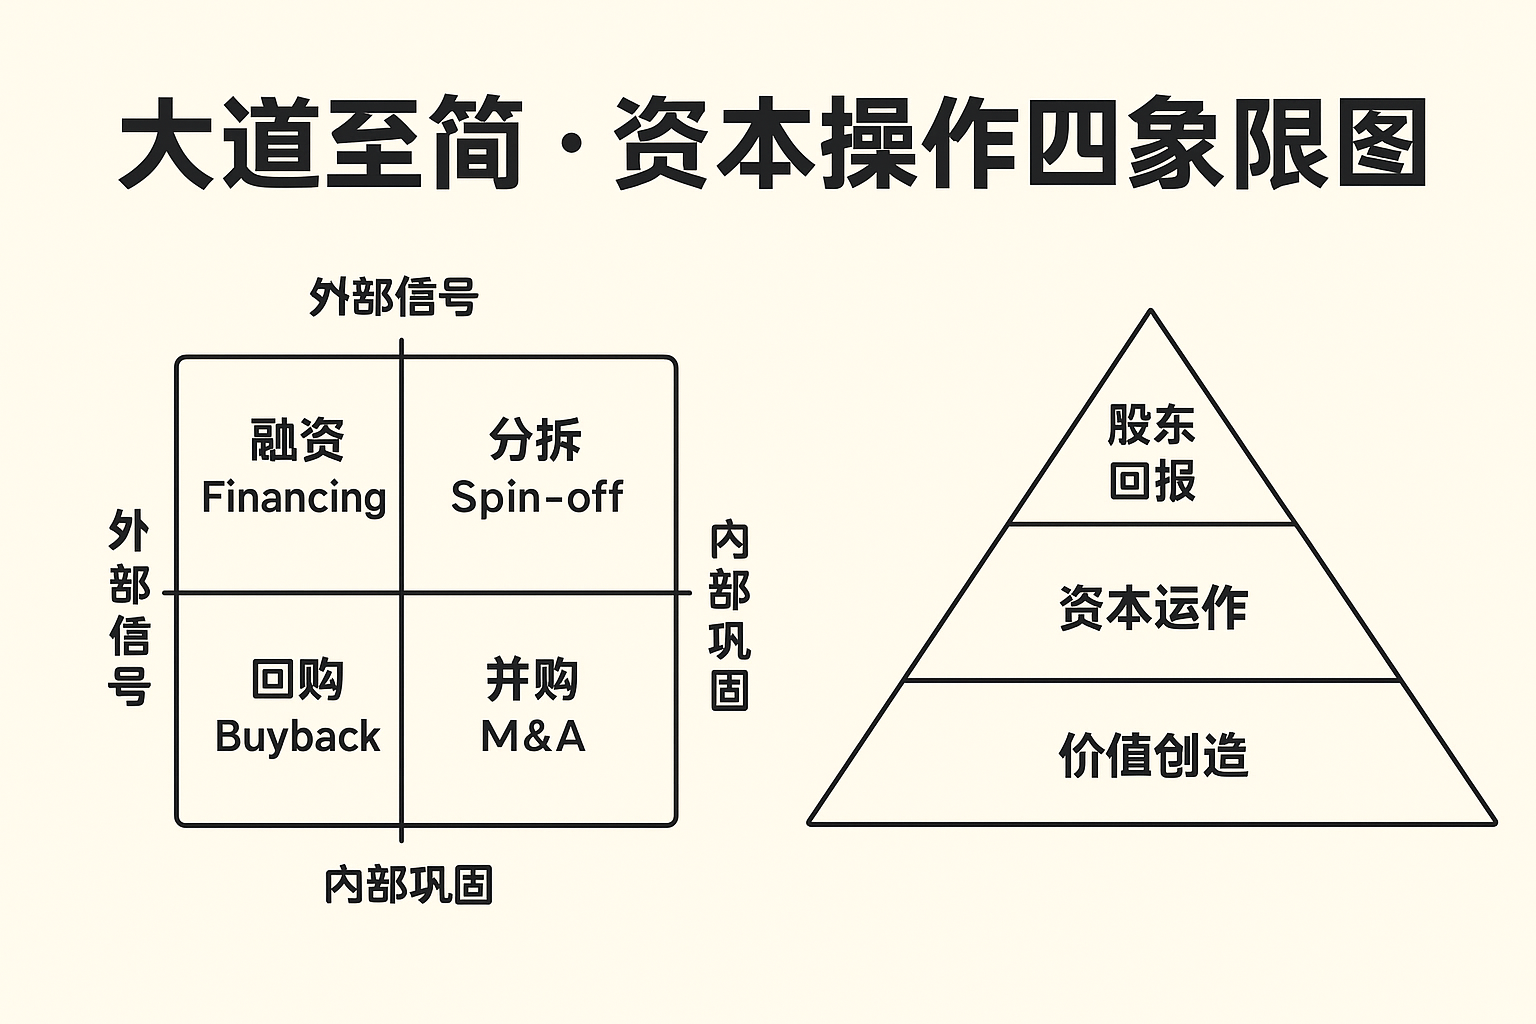 大道至简·资本操作四象限图
外部信号
融资
Financing
分拆
Spin-off
外部信号
内部巩固
回购
Buyback
并购
M&A
内部巩固
股东
回报
资本运作
价值创造